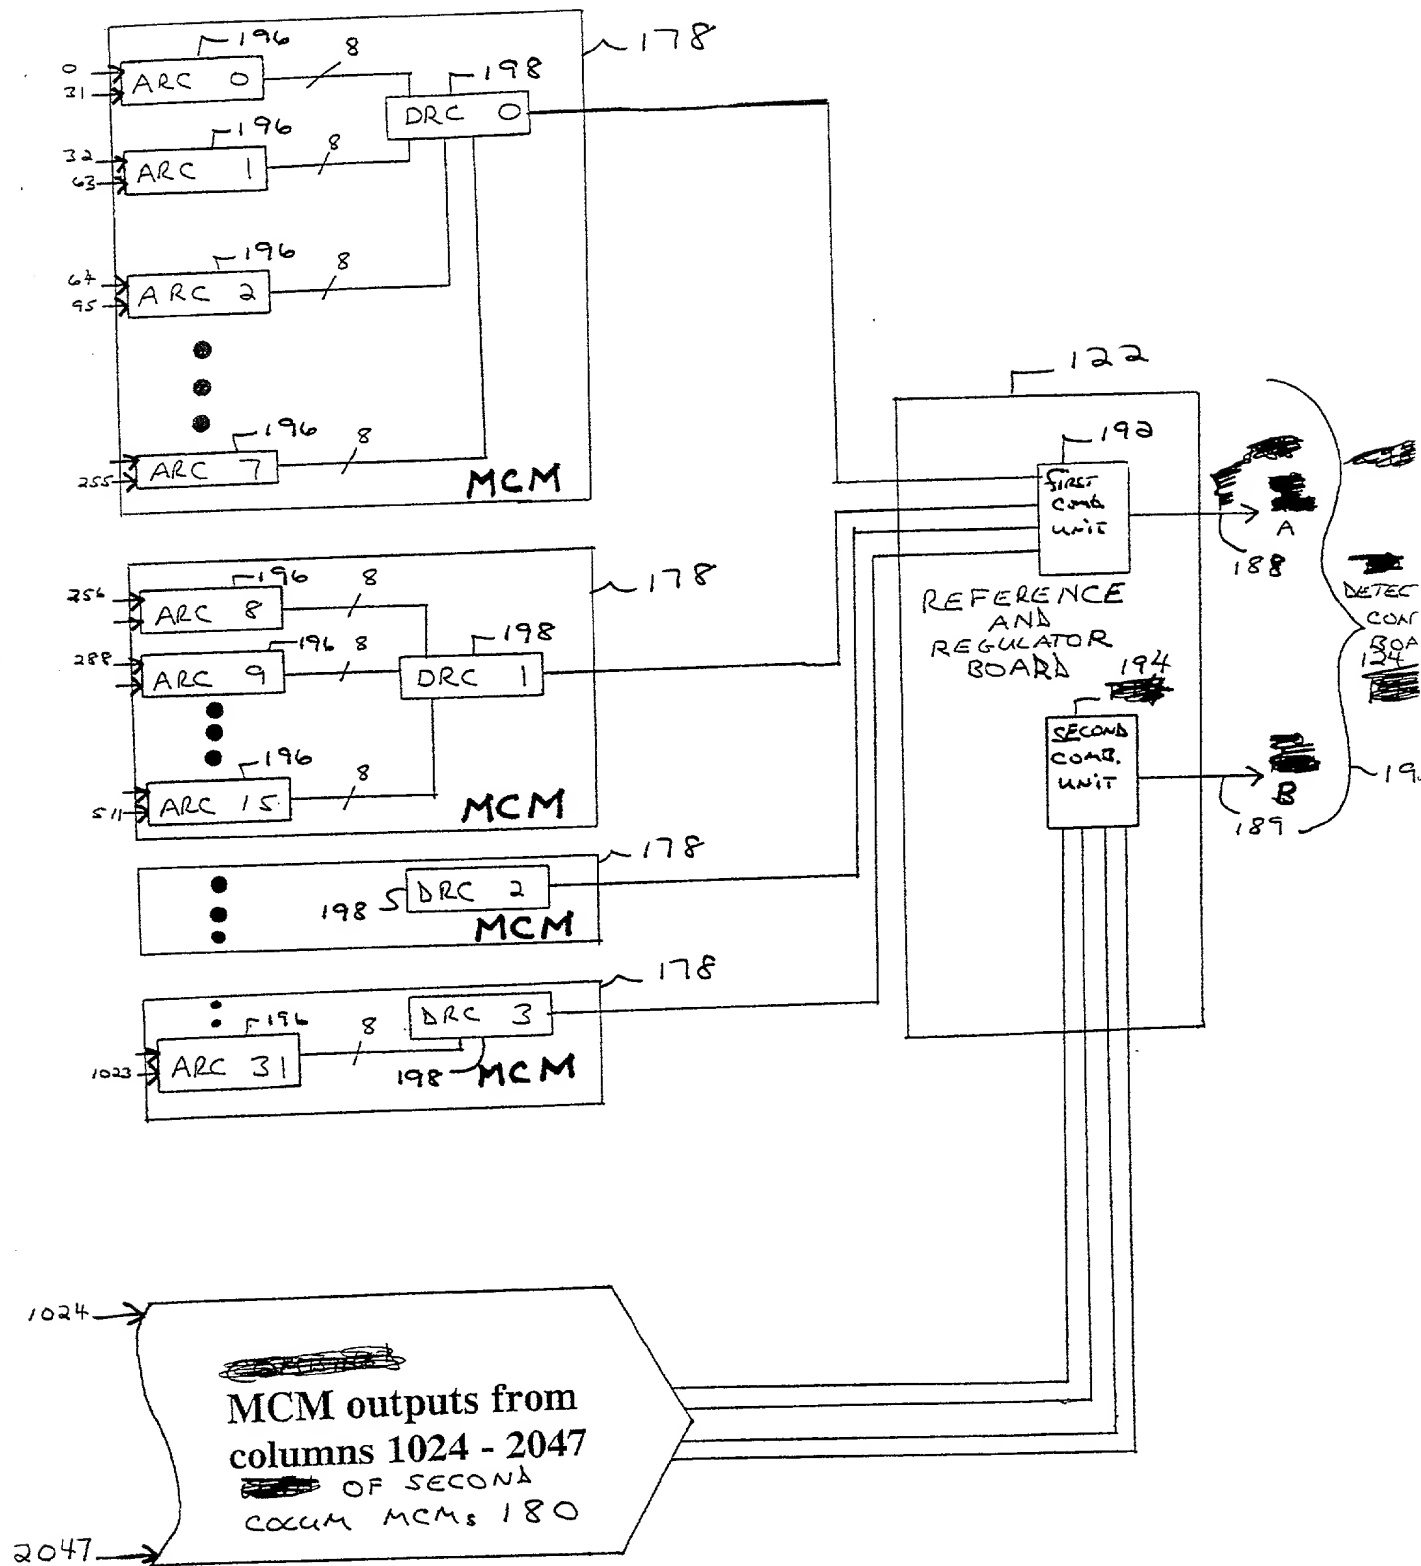 196
8
178
0
31
ARC 0
198
DRC 0
196
8
32
63
ARC 1
196
8
64
95
ARC 2
196
8
255
ARC 7
MCM
122
192
FIRST
COMB.
UNIT
A
188
REFERENCE
AND
REGULATOR
BOARD
DETEC
CON
BOA
124
196
8
178
256
ARC 8
196
8
198
288
ARC 9
DRC 1
196
8
511
ARC 15
MCM
194
SECOND
COMB.
UNIT
B
189
19
178
DRC 2
198
MCM
178
196
8
DRC 3
1023
ARC 31
198
MCM
1024
MCM outputs from
columns 1024 - 2047
OF SECOND
COLUM MCMs 180
2047